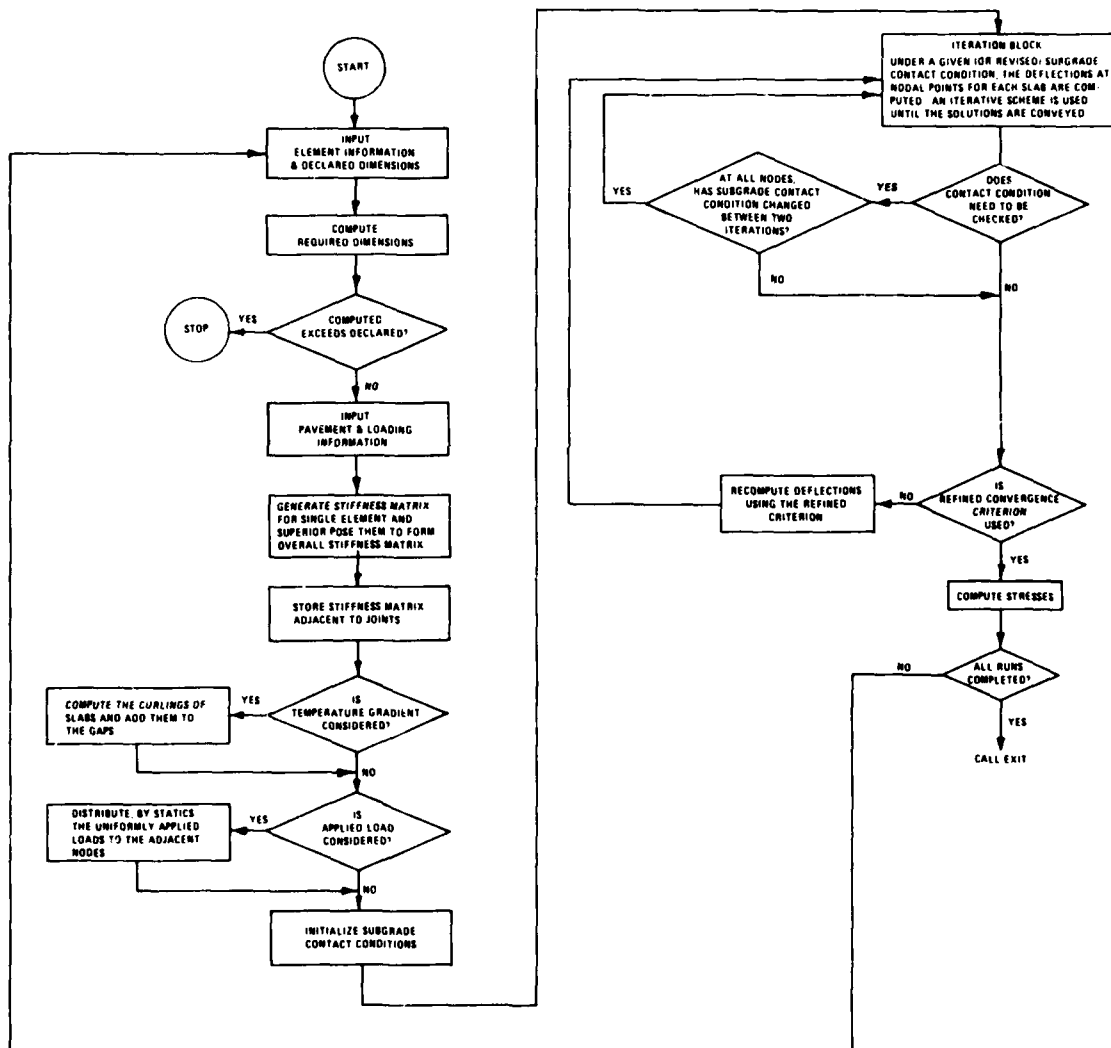 START
INPUT
ELEMENT INFORMATION
& DECLARED DIMENSIONS
COMPUTE
REQUIRED DIMENSIONS
COMPUTED
EXCEEDS DECLARED?
YES
STOP
NO
INPUT
PAVEMENT & LOADING
INFORMATION
GENERATE STIFFNESS MATRIX
FOR SINGLE ELEMENT AND
SUPERIOR POSE THEM TO FORM
OVERALL STIFFNESS MATRIX
STORE STIFFNESS MATRIX
ADJACENT TO JOINTS
IS
TEMPERATURE GRADIENT
CONSIDERED?
YES
COMPUTE THE CURLINGS OF
SLABS AND ADD THEM TO
THE GAPS
NO
IS
APPLIED LOAD
CONSIDERED?
YES
DISTRIBUTE, BY STATICS
THE UNIFORMLY APPLIED
LOADS TO THE ADJACENT
NODES
NO
INITIALIZE SUBGRADE
CONTACT CONDITIONS
ITERATION BLOCK
UNDER A GIVEN (OR REVISED) SUBGRADE
CONTACT CONDITION, THE DEFLECTIONS AT
NODAL POINTS FOR EACH SLAB ARE COM-
PUTED AN ITERATIVE SCHEME IS USED
UNTIL THE SOLUTIONS ARE CONVEYED
DOES
CONTACT CONDITION
NEED TO BE
CHECKED?
YES
AT ALL NODES,
HAS SUBGRADE CONTACT
CONDITION CHANGED
BETWEEN TWO
ITERATIONS?
YES
NO
NO
IS
REFINED CONVERGENCE
CRITERION
USED?
NO
RECOMPUTE DEFLECTIONS
USING THE REFINED
CRITERION
YES
COMPUTE STRESSES
ALL RUNS
COMPLETED?
NO
YES
CALL EXIT